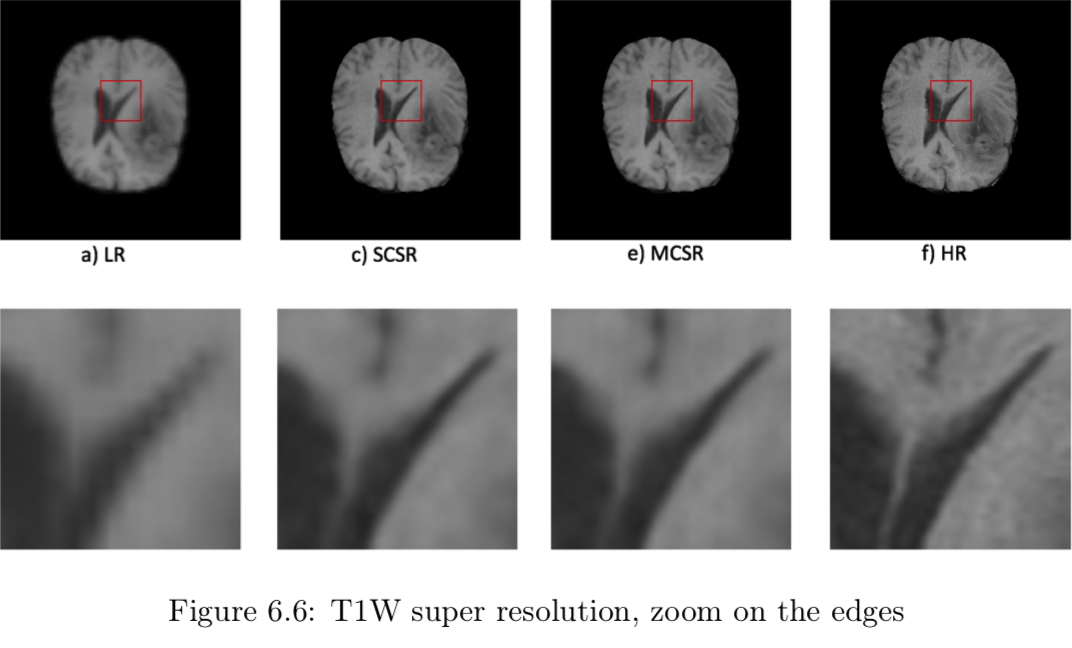 a) LR
c) SCSR
e) MCSR
f) HR
Figure 6.6: T1W super resolution, zoom on the edges